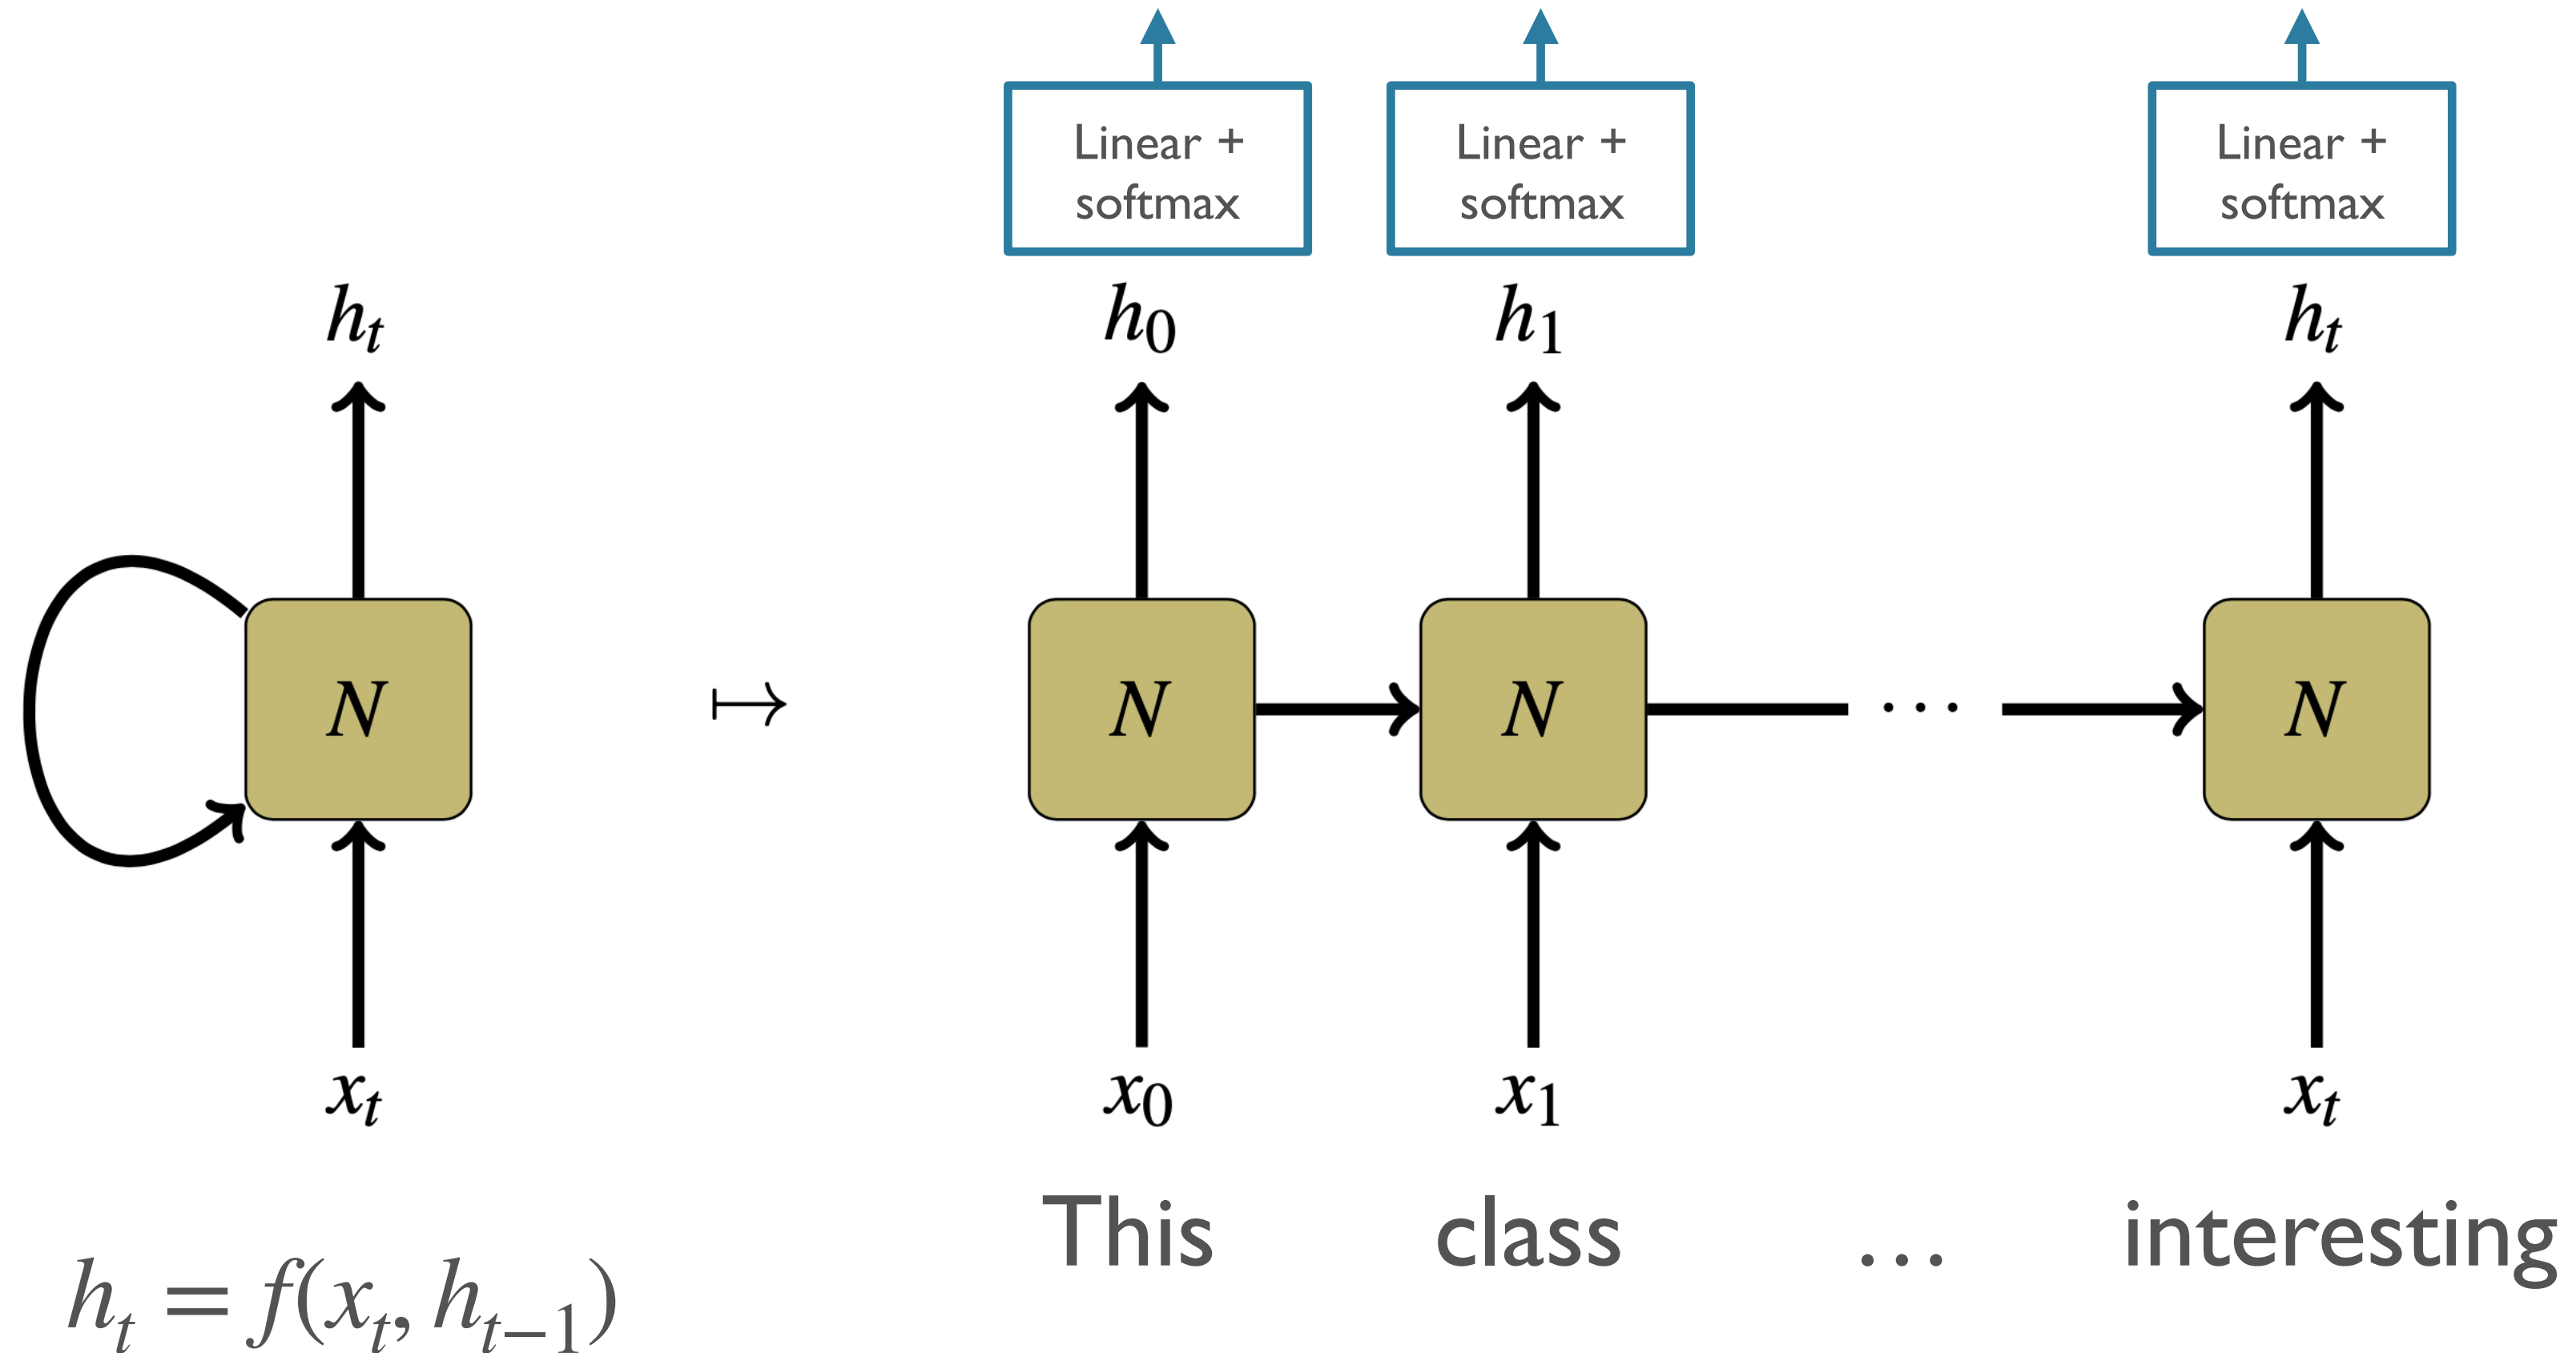 Linear +
softmax
Linear +
softmax
Linear +
softmax
hₜ
h₀
h₁
hₜ
N
↦
N
N
…
N
xₜ
x₀
x₁
xₜ
This
class
…
interesting
hₜ = f(xₜ, hₜ₋₁)